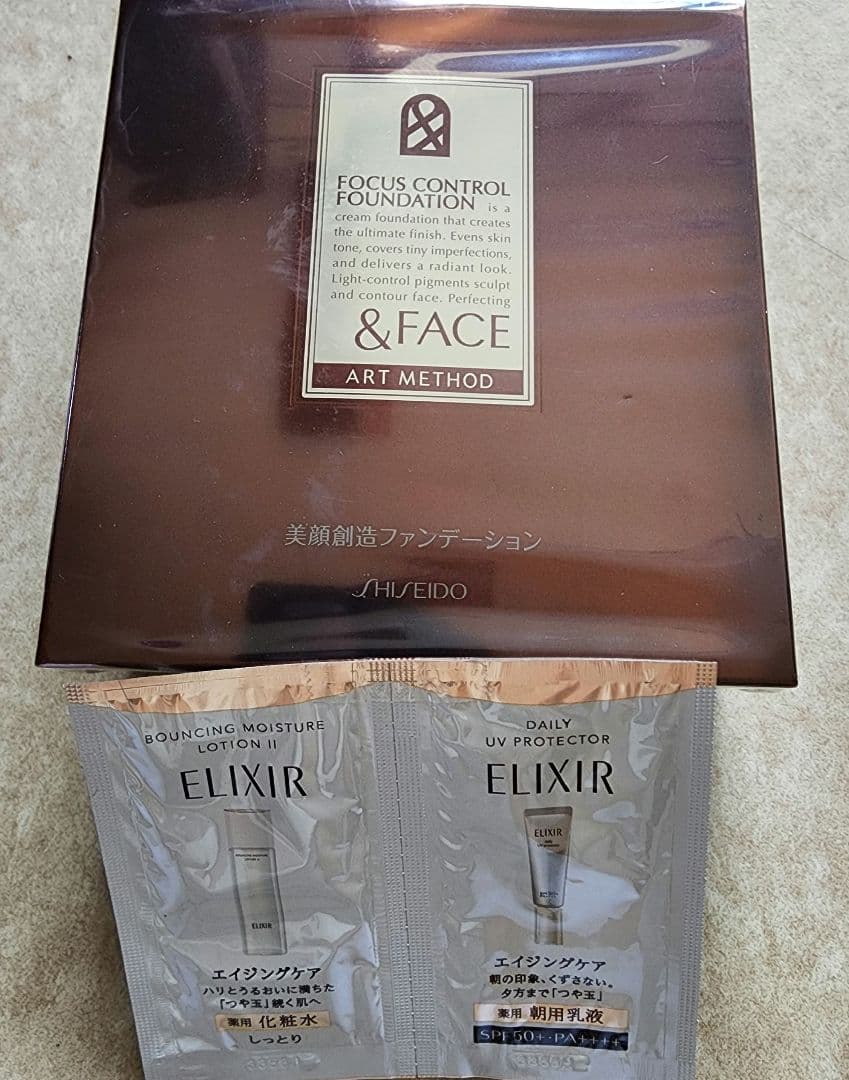 FOCUS CONTROL
FOUNDATION is a
cream foundation that creates
the ultimate finish. Evens skin
tone, covers tiny imperfections,
and delivers a radiant look.
Light-control pigments sculpt
and contour face. Perfecting
&FACE
ART METHOD
美顔創造ファンデーション
SHISEIDO
BOUNCING MOISTURE
LOTION II
ELIXIR
BOUNCING MOISTURE
LOTION II
ELIXIR
エイジングケア
ハリとうるおいに満ちた
「つや玉」続く肌へ
薬用 化粧水
しっとり
DAILY
UV PROTECTOR
ELIXIR
ELIXIR
エイジングケア
朝の印象、くずさない。
夕方まで「つや玉」
薬用 朝用乳液
SPF50+・PA++++